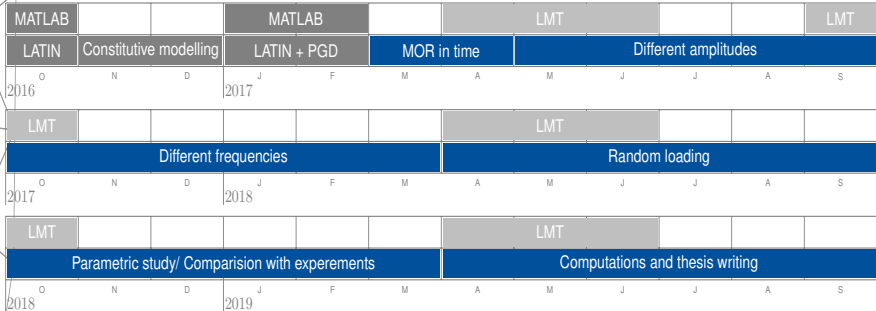 MATLAB MATLAB LMT LMT
LATIN Constitutive modelling LATIN + PGD MOR in time Different amplitudes
O N D J F M A M J J A S
2016 2017
LMT LMT
Different frequencies Random loading
O N D J F M A M J J A S
2017 2018
LMT LMT
Parametric study/ Comparision with experements Computations and thesis writing
O N D J F M A M J J A S
2018 2019